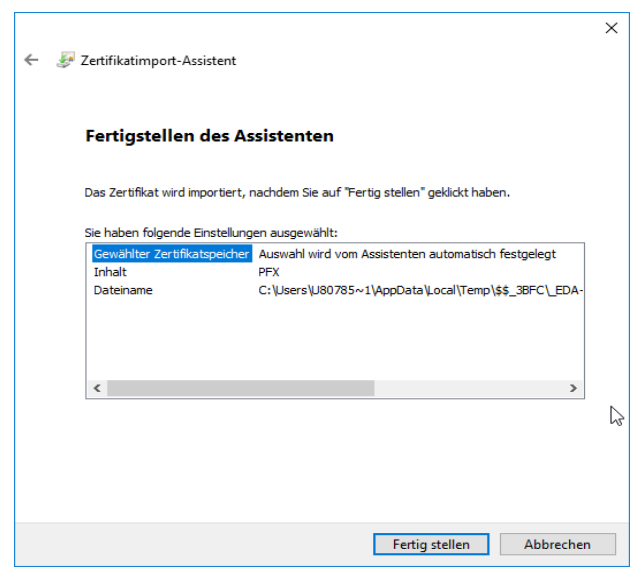 Zertifikatimport-Assistent
Fertigstellen des Assistenten
Das Zertifikat wird importiert, nachdem Sie auf "Fertig stellen" geklickt haben.
Sie haben folgende Einstellungen ausgewählt:
Gewählter Zertifikatspeicher Auswahl wird vom Assistenten automatisch festgelegt
Inhalt PFX
Dateiname C:\Users\U80785~1\AppData\Local\Temp\$$_3BFC\_EDA-
Fertig stellen Abbrechen